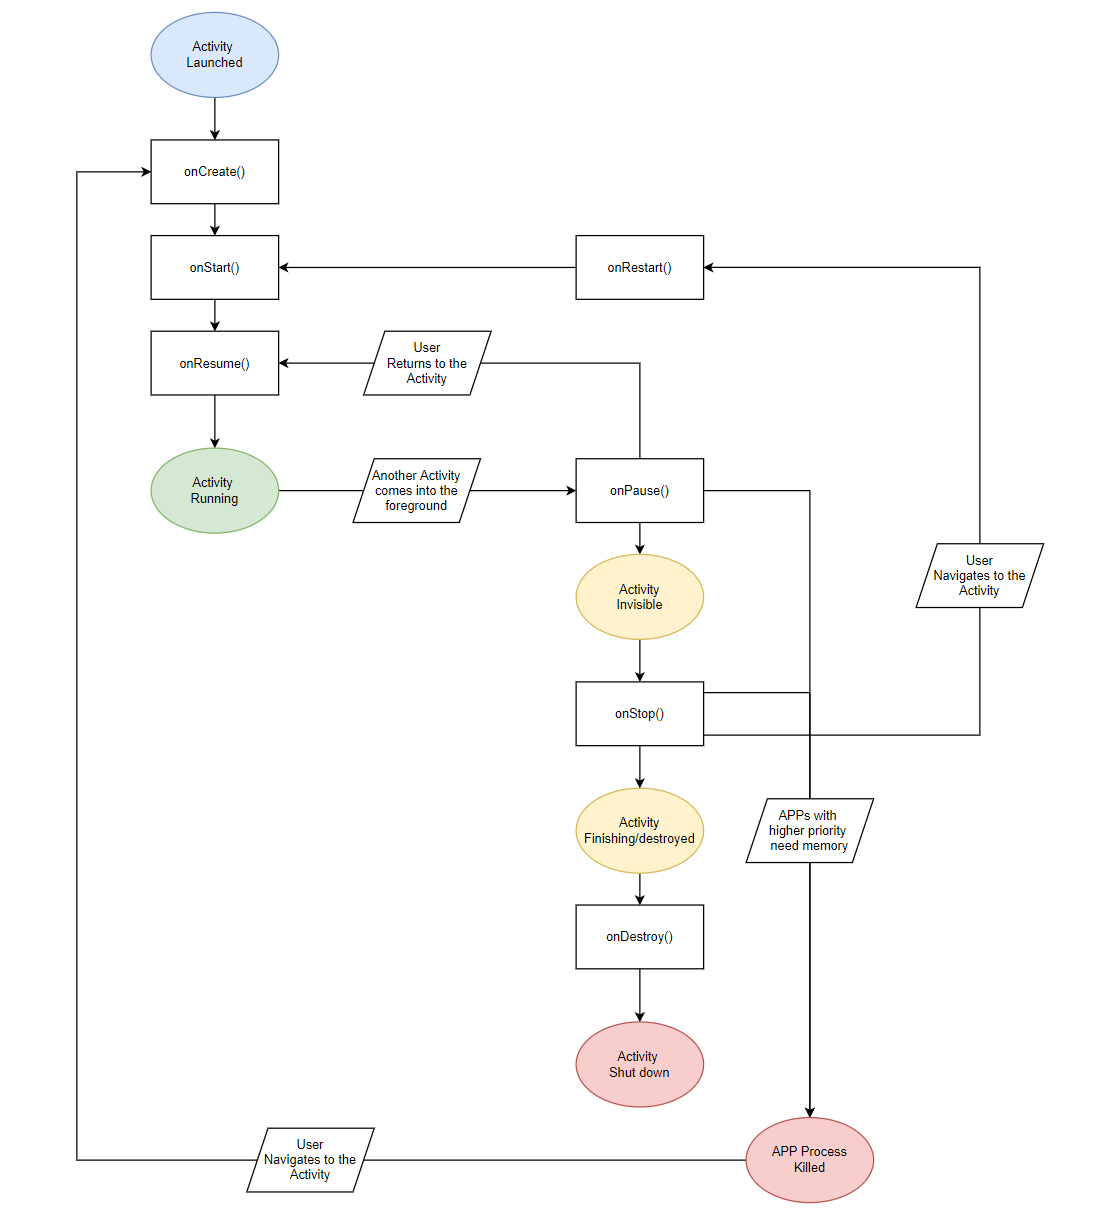 Activity
Launched
onCreate()
onStart()
onRestart()
onResume()
User
Returns to the
Activity
Activity
Running
Another Activity
comes into the
foreground
onPause()
Activity
Invisible
User
Navigates to the
Activity
onStop()
Activity
Finishing/destroyed
APPs with
higher priority
need memory
onDestroy()
Activity
Shut down
User
Navigates to the
Activity
APP Process
Killed